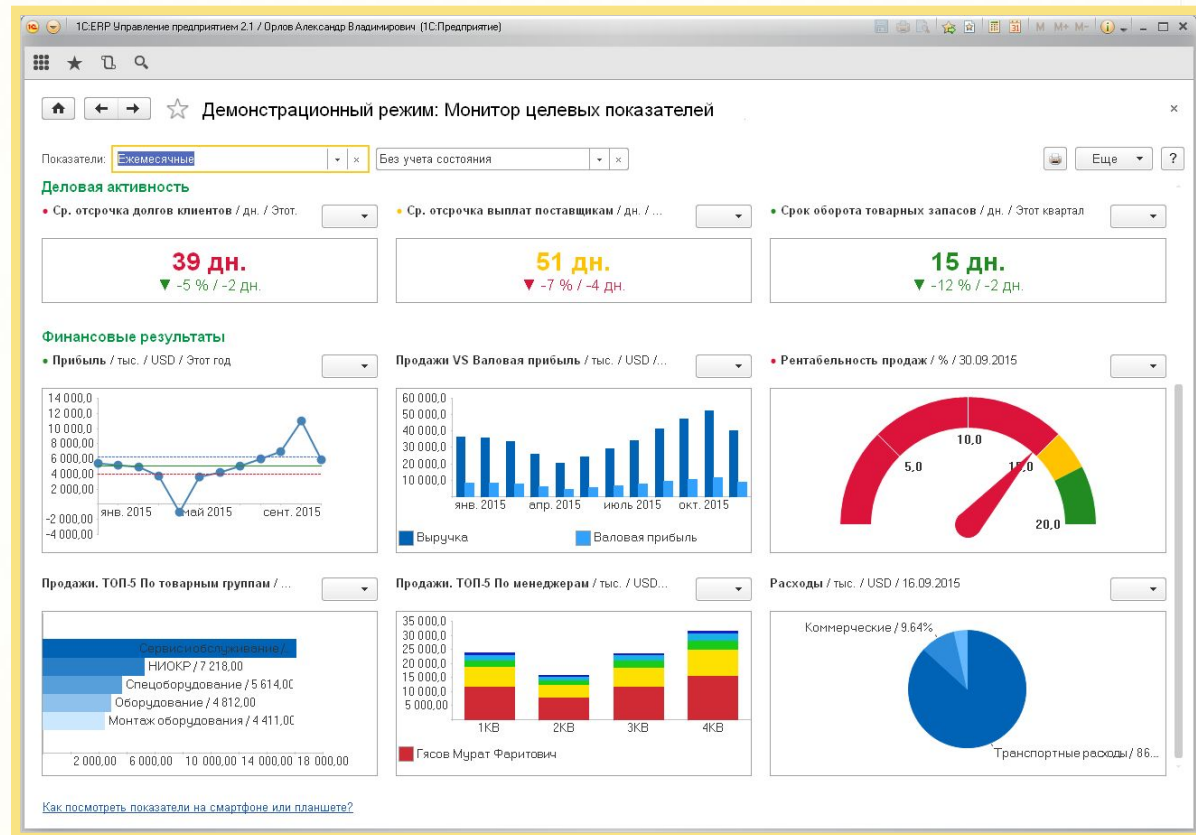 1С:ERP Управление предприятием 2.1 / Орлов Александр Владимирович (1С:Предприятие)
M M+ M-
Демонстрационный режим: Монитор целевых показателей
Показатели: Ежемесячные Без учета состояния Еще ?
Деловая активность
Ср. отсрочка долгов клиентов / дн. / Этот. Ср. отсрочка выплат поставщикам / дн. / ... Срок оборота товарных запасов / дн. / Этот квартал
39 дн. 51 дн. 15 дн.
▼ -5 % / -2 дн. ▼ -7 % / -4 дн. ▼ -12 % / -2 дн.
Финансовые результаты
Прибыль / тыс. / USD / Этот год
14 000,0
12 000,0
10 000,0
8 000,00
6 000,00
4 000,00
2 000,00
-2 000,00
-4 000,00
янв. 2015 май 2015 сент. 2015
Продажи VS Валовая прибыль / тыс. / USD /...
60 000,0
50 000,0
40 000,0
30 000,0
20 000,0
10 000,0
янв. 2015 апр. 2015 июль 2015 окт. 2015
Выручка Валовая прибыль
Рентабельность продаж / % / 30.09.2015
10,0
5,0 15,0
20,0
Продажи. ТОП-5 По товарным группам / ...
Сервис и обслуживание /..
НИОКР / 7 218,00
Спецоборудование / 5 614,00
Оборудование / 4 812,00
Монтаж оборудования / 4 411,00
2 000,00 6 000,00 10 000,00 14 000,00 18 000,00
Продажи. ТОП-5 По менеджерам / тыс. / USD...
35 000,0
30 000,0
25 000,0
20 000,0
15 000,0
10 000,0
5 000,00
1КВ 2КВ 3КВ 4КВ
Гясов Мурат Фаритович
Расходы / тыс. / USD / 16.09.2015
Коммерческие / 9.64%
Транспортные расходы / 86...
Как посмотреть показатели на смартфоне или планшете?